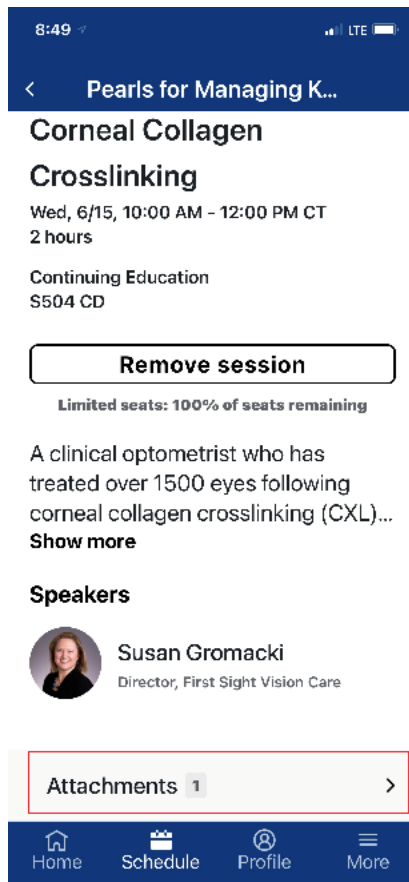 8:49
LTE
Pearls for Managing K...
Corneal Collagen
Crosslinking
Wed, 6/15, 10:00 AM - 12:00 PM CT
2 hours
Continuing Education
S504 CD
Remove session
Limited seats: 100% of seats remaining
A clinical optometrist who has
treated over 1500 eyes following
corneal collagen crosslinking (CXL)...
Show more
Speakers
Susan Gromacki
Director, First Sight Vision Care
Attachments 1
Home Schedule Profile More